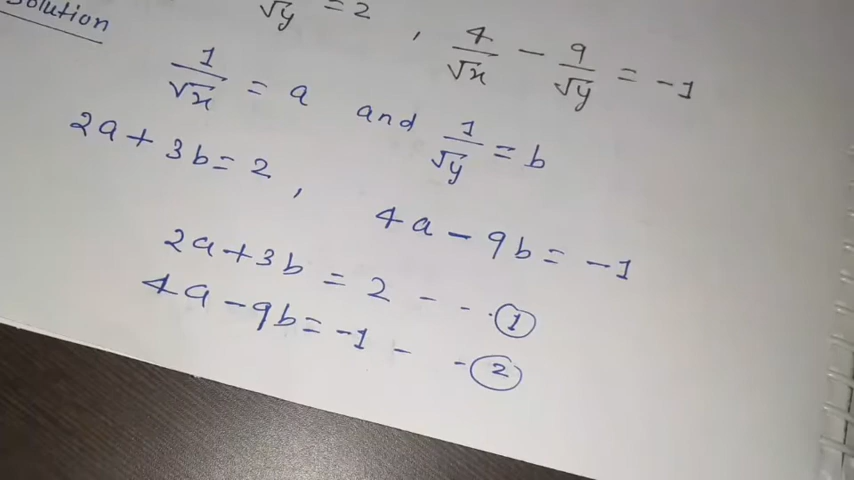 Solution
√y = 2 , 4/√x - 9/√y = -1
1/√x = a and 1/√y = b
2a + 3b = 2 , 4a - 9b = -1
2a + 3b = 2 - - - ①
4a - 9b = -1 - - ②